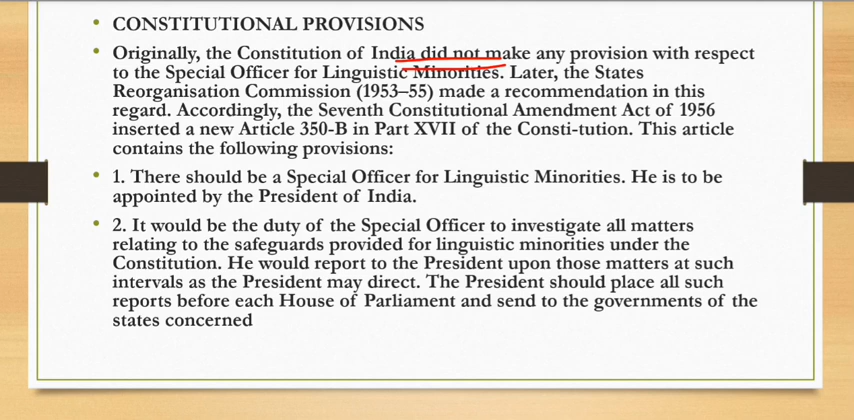 • CONSTITUTIONAL PROVISIONS
• Originally, the Constitution of India did not make any provision with respect
to the Special Officer for Linguistic Minorities. Later, the States
Reorganisation Commission (1953–55) made a recommendation in this
regard. Accordingly, the Seventh Constitutional Amendment Act of 1956
inserted a new Article 350-B in Part XVII of the Consti-tution. This article
contains the following provisions:
• 1. There should be a Special Officer for Linguistic Minorities. He is to be
appointed by the President of India.
• 2. It would be the duty of the Special Officer to investigate all matters
relating to the safeguards provided for linguistic minorities under the
Constitution. He would report to the President upon those matters at such
intervals as the President may direct. The President should place all such
reports before each House of Parliament and send to the governments of the
states concerned